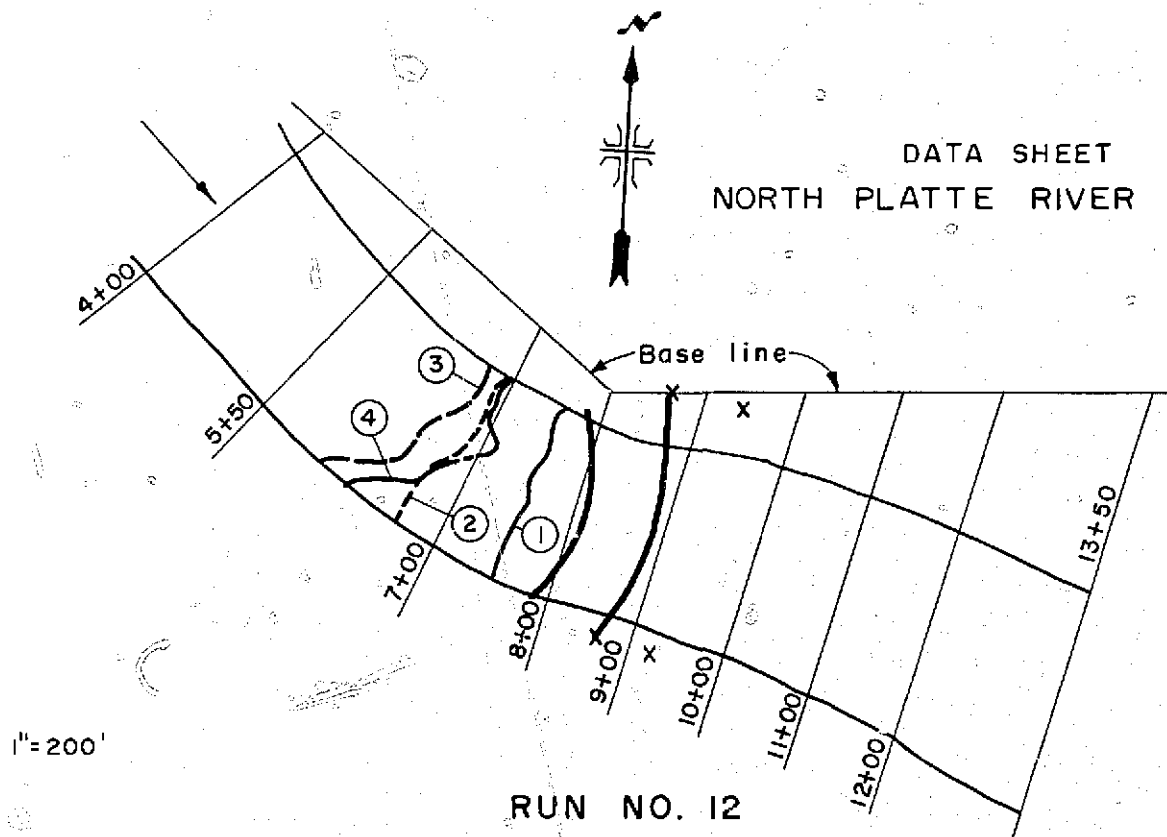 N
DATA SHEET
NORTH PLATTE RIVER
4+00
Base line
3
4
5+50
x
x
2
1
13+50
7+00
8+00
x
x
9+00
10+00
11+00
12+00
1"=200'
RUN NO. 12